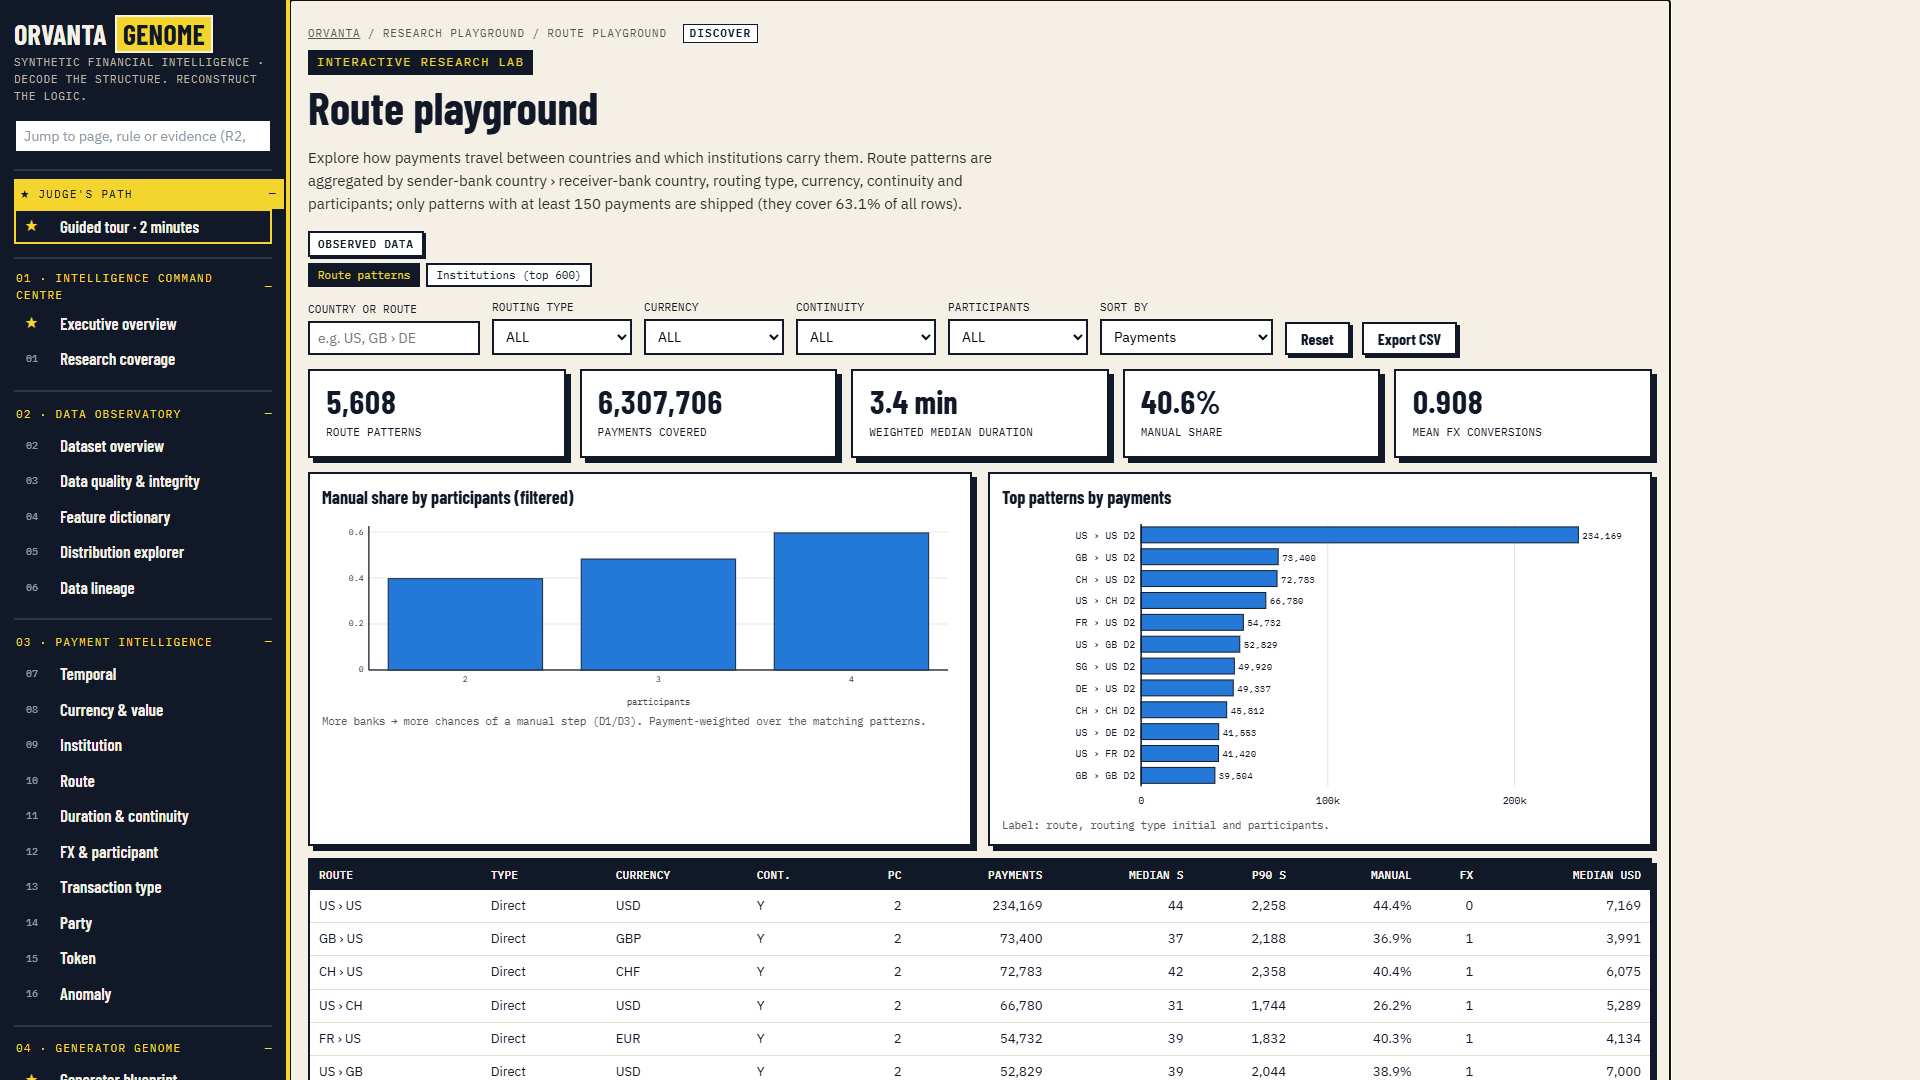 ORVANTA GENOME
SYNTHETIC FINANCIAL INTELLIGENCE ·
DECODE THE STRUCTURE. RECONSTRUCT
THE LOGIC.
Jump to page, rule or evidence (R2,
★ JUDGE'S PATH –
★ Guided tour · 2 minutes
01 · INTELLIGENCE COMMAND
CENTRE –
★ Executive overview
01 Research coverage
02 · DATA OBSERVATORY –
02 Dataset overview
03 Data quality & integrity
04 Feature dictionary
05 Distribution explorer
06 Data lineage
03 · PAYMENT INTELLIGENCE –
07 Temporal
08 Currency & value
09 Institution
10 Route
11 Duration & continuity
12 FX & participant
13 Transaction type
14 Party
15 Token
16 Anomaly
04 · GENERATOR GENOME –
★ Generator blueprint
ORVANTA / RESEARCH PLAYGROUND / ROUTE PLAYGROUND DISCOVER
INTERACTIVE RESEARCH LAB
Route playground
Explore how payments travel between countries and which institutions carry them. Route patterns are
aggregated by sender-bank country › receiver-bank country, routing type, currency, continuity and
participants; only patterns with at least 150 payments are shipped (they cover 63.1% of all rows).
OBSERVED DATA
Route patterns Institutions (top 600)
COUNTRY OR ROUTE ROUTING TYPE CURRENCY CONTINUITY PARTICIPANTS SORT BY
e.g. US, GB › DE ALL ALL ALL ALL Payments Reset Export CSV
5,608 6,307,706 3.4 min 40.6% 0.908
ROUTE PATTERNS PAYMENTS COVERED WEIGHTED MEDIAN DURATION MANUAL SHARE MEAN FX CONVERSIONS
Manual share by participants (filtered)
0.6
0.4
0.2
0
2 3 4
participants
More banks → more chances of a manual step (D1/D3). Payment-weighted over the matching patterns.
Top patterns by payments
US › US D2 234,169
GB › US D2 73,400
CH › US D2 72,783
US › CH D2 66,780
FR › US D2 54,732
US › GB D2 52,829
SG › US D2 49,920
DE › US D2 49,337
CH › CH D2 45,812
US › DE D2 41,553
US › FR D2 41,420
GB › GB D2 39,504
0 100k 200k
Label: route, routing type initial and participants.
ROUTE TYPE CURRENCY CONT. PC PAYMENTS MEDIAN S P90 S MANUAL FX MEDIAN USD
US › US Direct USD Y 2 234,169 44 2,258 44.4% 0 7,169
GB › US Direct GBP Y 2 73,400 37 2,188 36.9% 1 3,991
CH › US Direct CHF Y 2 72,783 42 2,358 40.4% 1 6,075
US › CH Direct USD Y 2 66,780 31 1,744 26.2% 1 5,289
FR › US Direct EUR Y 2 54,732 39 1,832 40.3% 1 4,134
US › GB Direct USD Y 2 52,829 39 2,044 38.9% 1 7,000